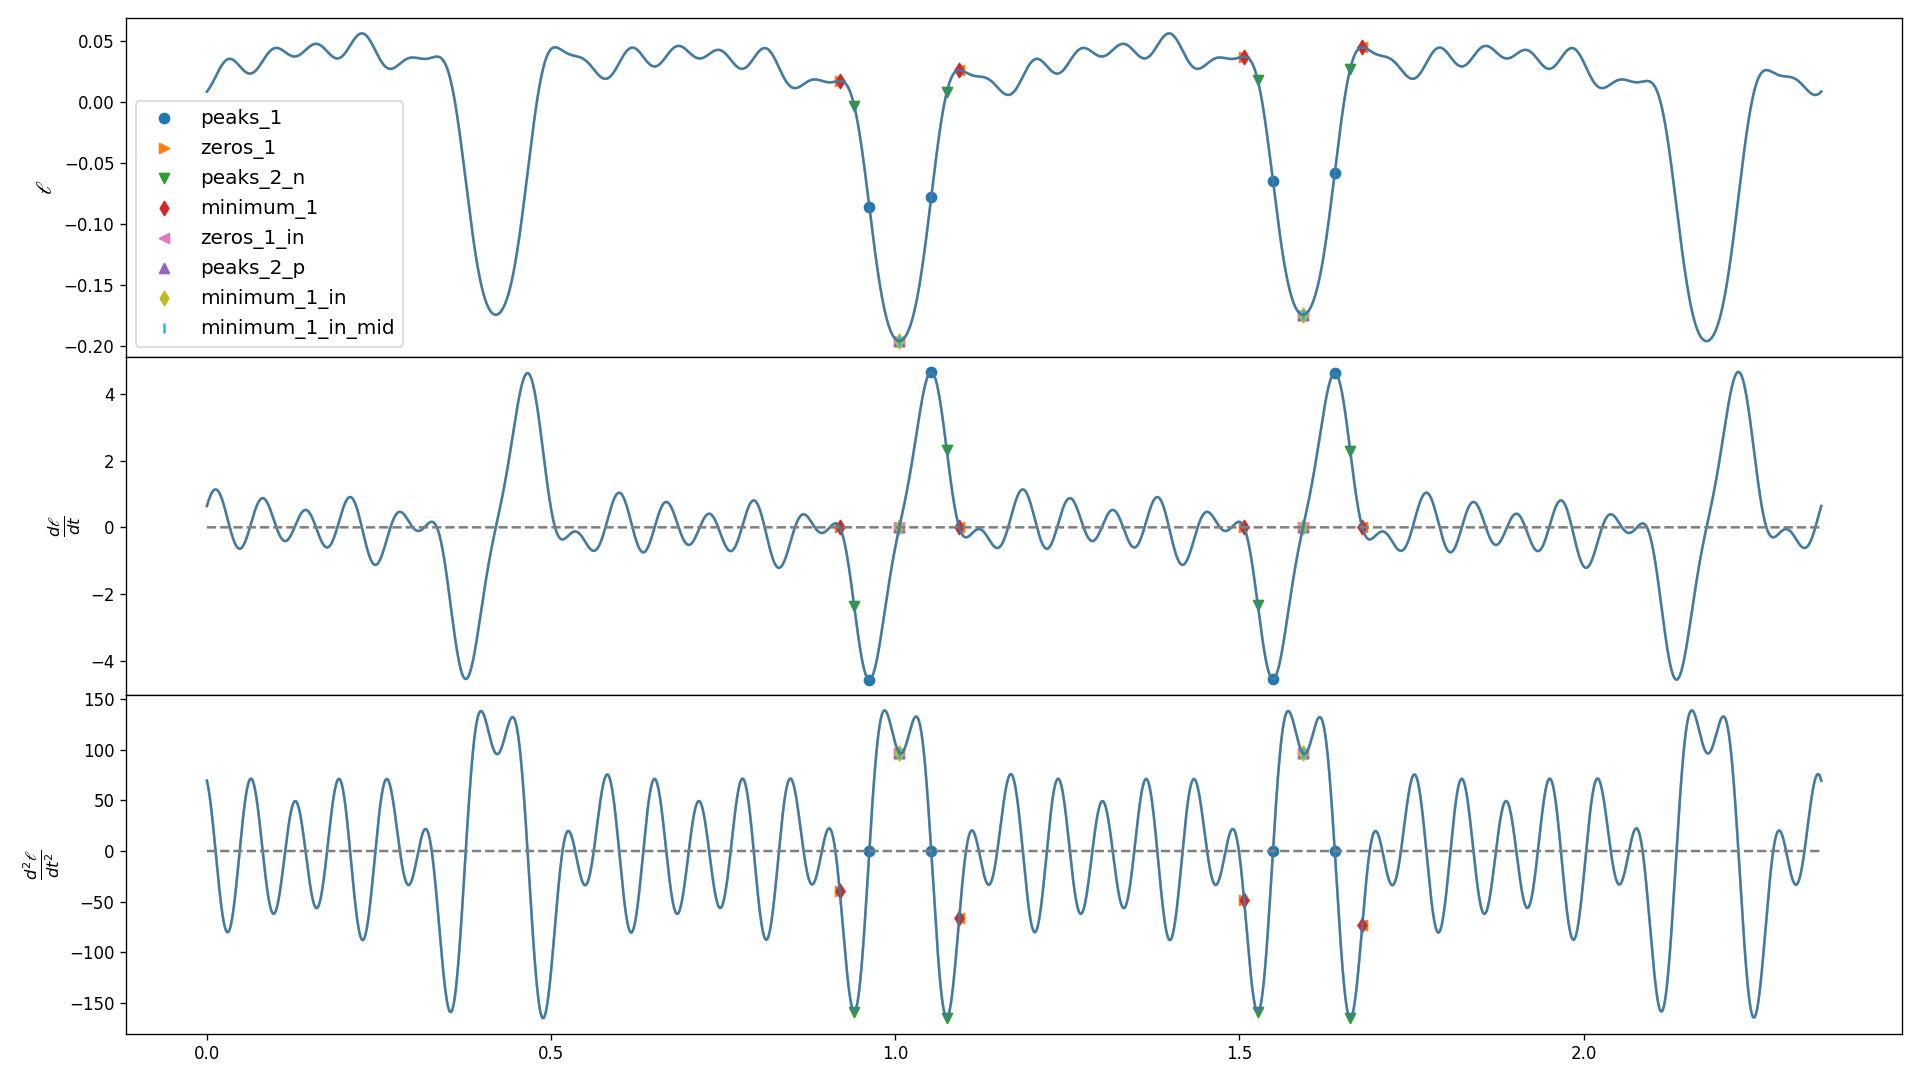 0.05
0.00
−0.05
−0.10
−0.15
−0.20
ℓ
peaks_1
zeros_1
peaks_2_n
minimum_1
zeros_1_in
peaks_2_p
minimum_1_in
minimum_1_in_mid
4
2
0
−2
−4
dℓ
dt
150
100
50
0
−50
−100
−150
d²ℓ
dt²
0.0 0.5 1.0 1.5 2.0